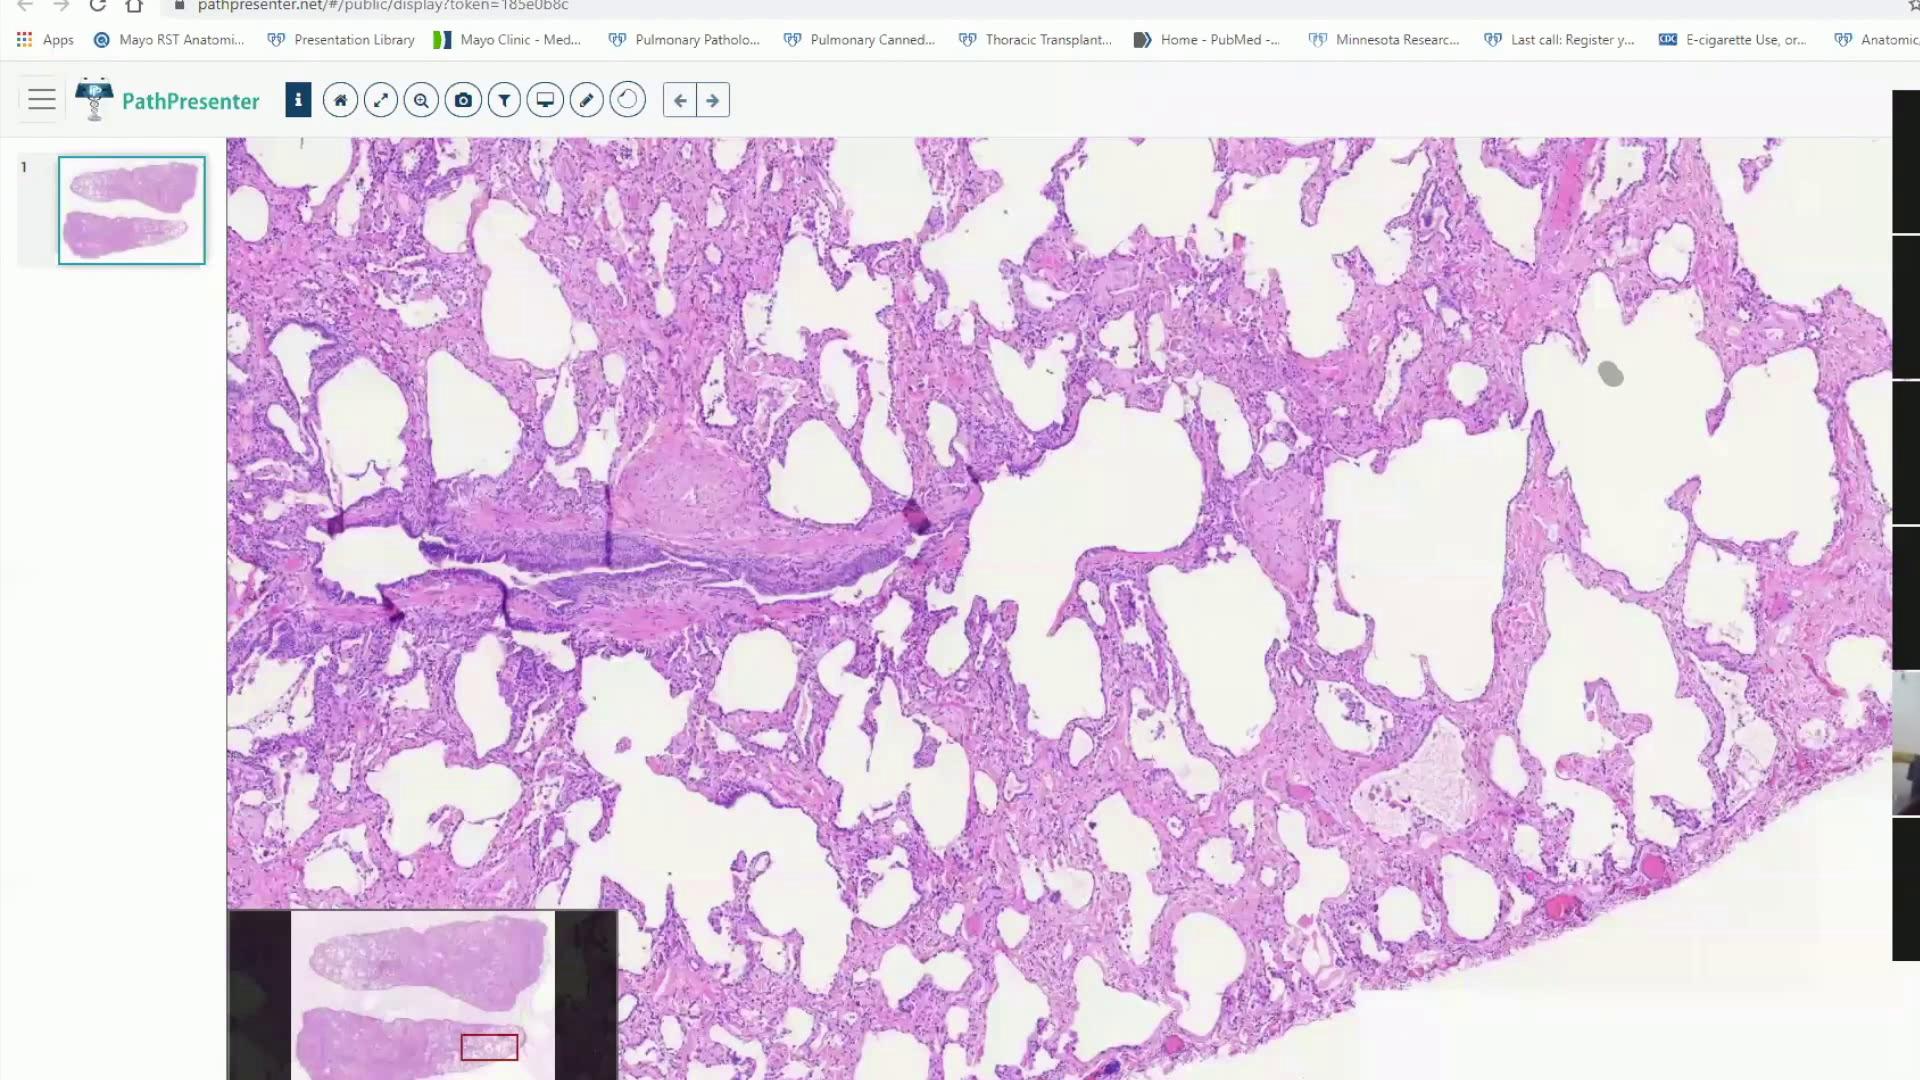 pathpresenter.net/#/public/display?token=185e0b8c
Apps Mayo RST Anatomi... Presentation Library Mayo Clinic - Med... Pulmonary Patholo... Pulmonary Canned... Thoracic Transplant... Home - PubMed -... Minnesota Researc... Last call: Register y... CDC E-cigarette Use, or... Anatomic,
PathPresenter
1